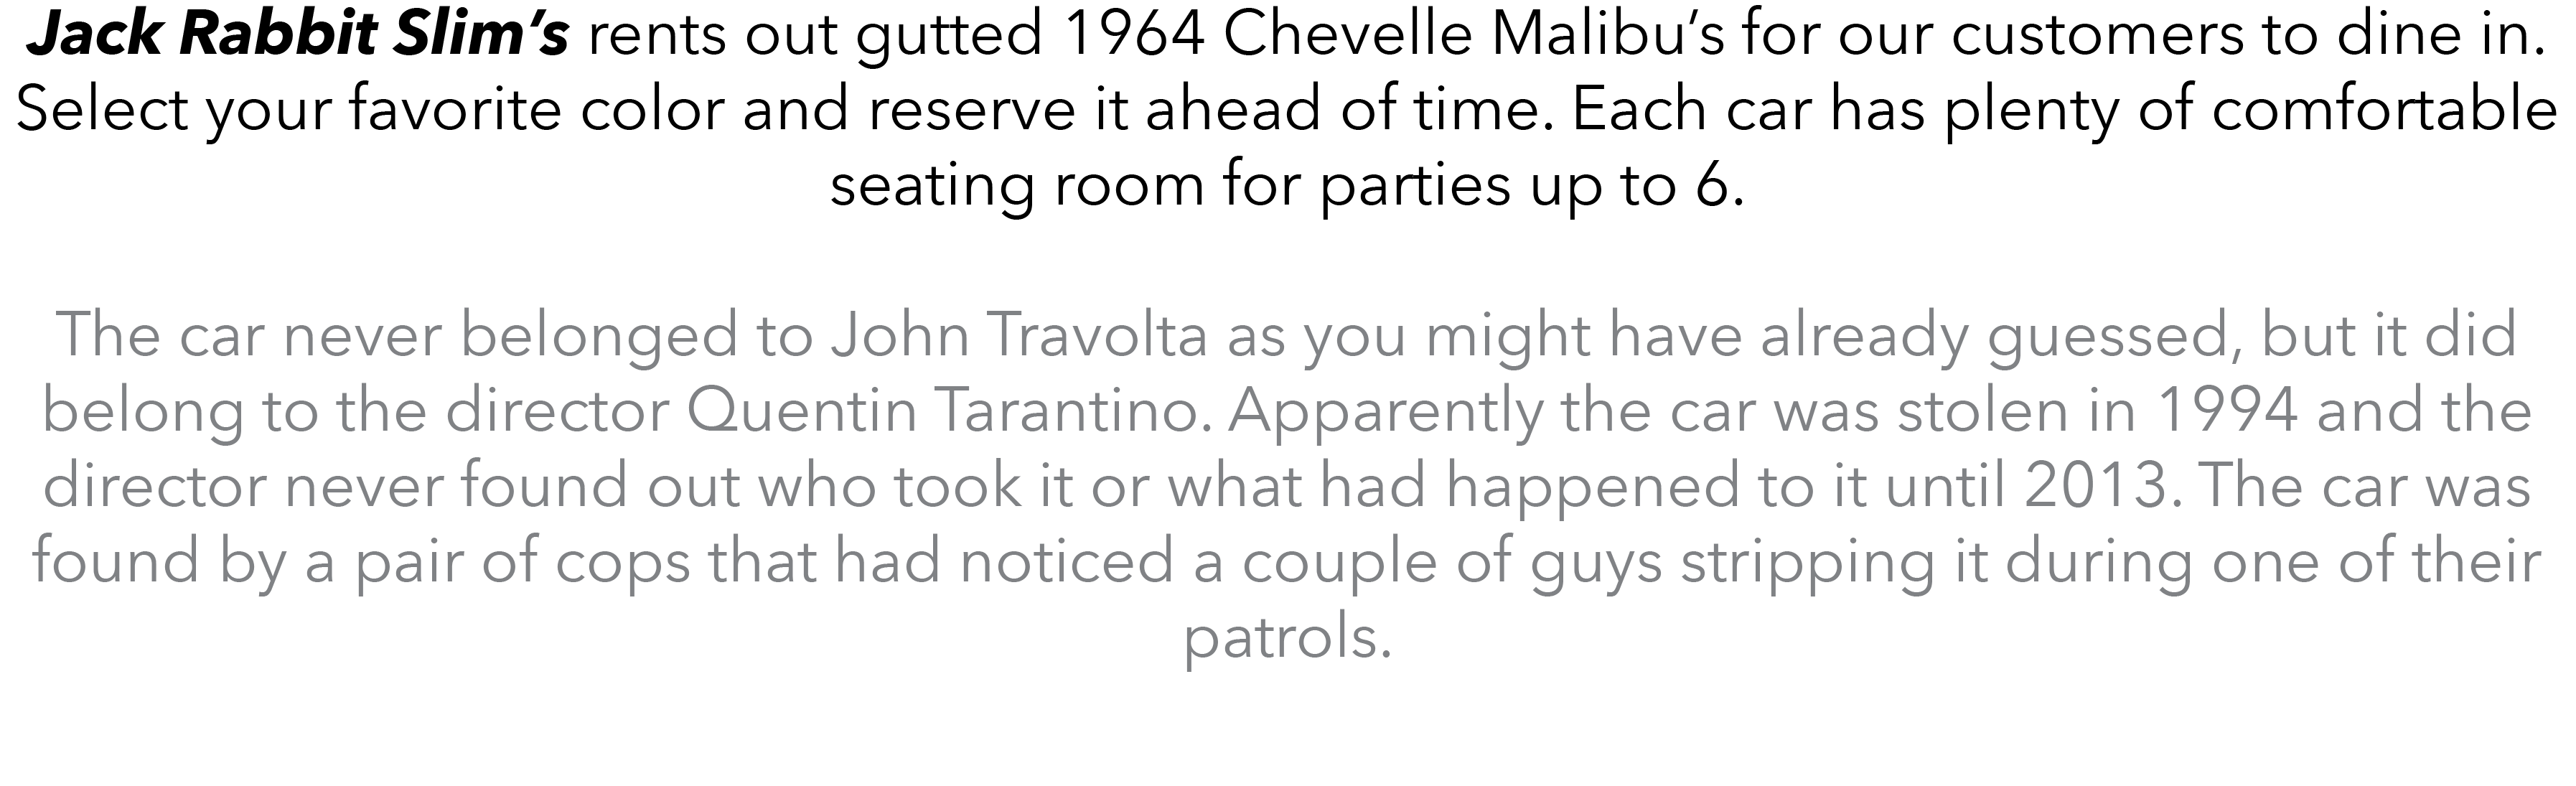 Jack Rabbit Slim’s rents out gutted 1964 Chevelle Malibu’s for our customers to dine in.
Select your favorite color and reserve it ahead of time. Each car has plenty of comfortable
seating room for parties up to 6.
The car never belonged to John Travolta as you might have already guessed, but it did
belong to the director Quentin Tarantino. Apparently the car was stolen in 1994 and the
director never found out who took it or what had happened to it until 2013. The car was
found by a pair of cops that had noticed a couple of guys stripping it during one of their
patrols.